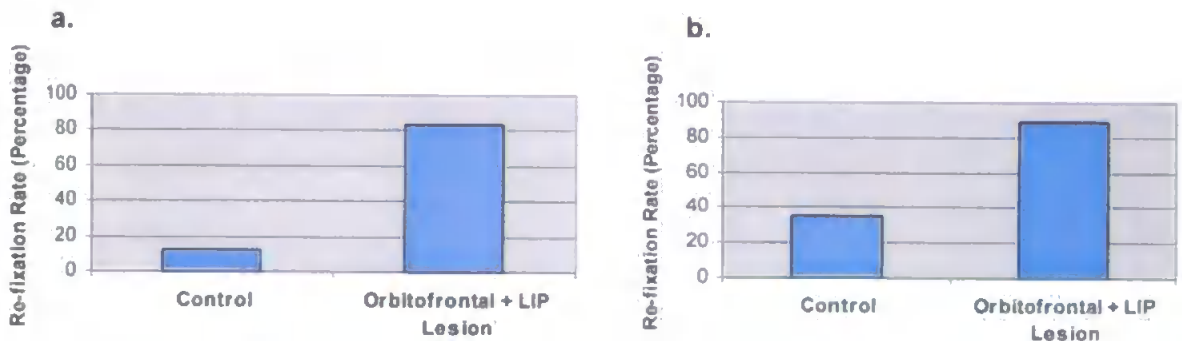 a.
Re-fixation Rate (Percentage)
100
80
60
40
20
0
Control
Orbitofrontal + LIP
Lesion
b.
Re-fixation Rate (Percentage)
100
80
60
40
20
0
Control
Orbitofrontal + LIP
Lesion